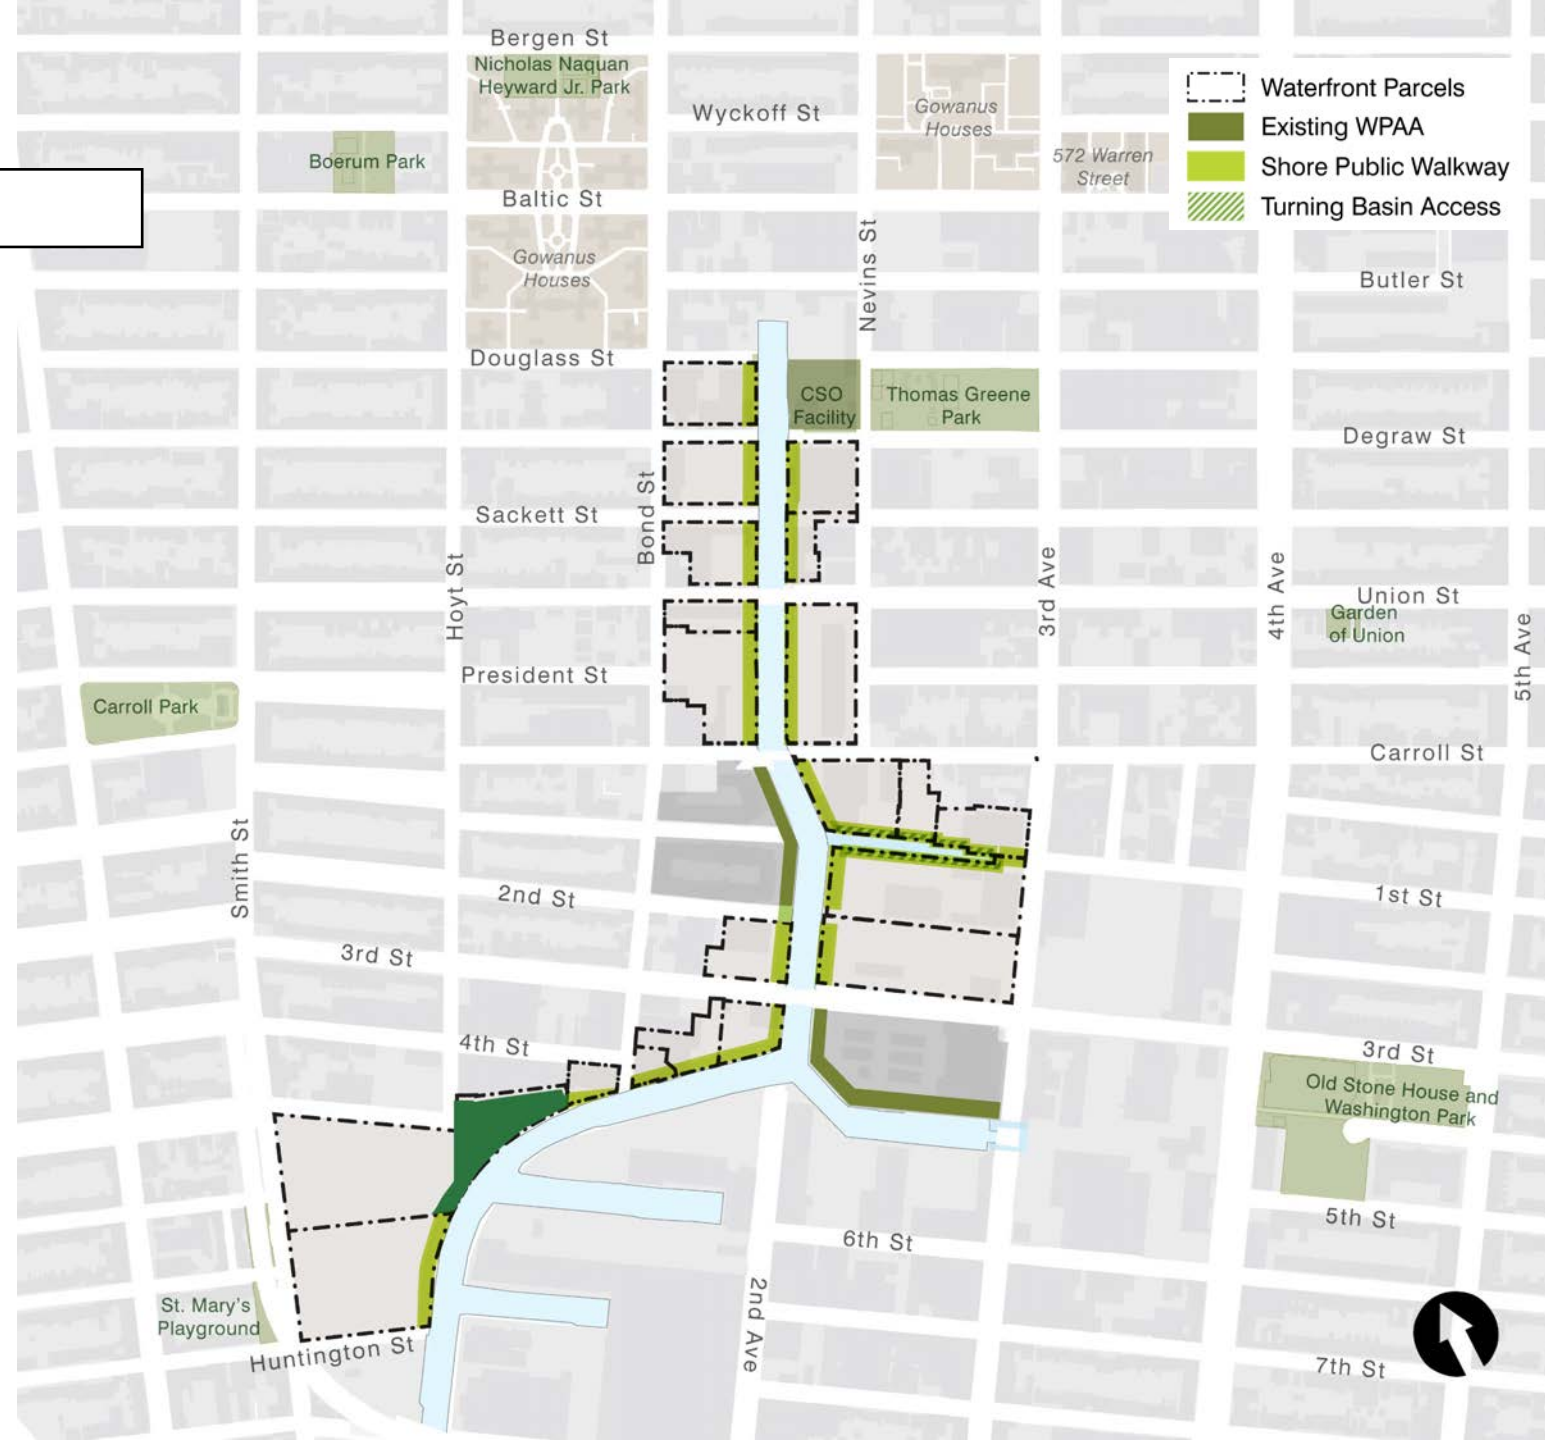 Bergen St
Nicholas Naquan
Heyward Jr. Park
Waterfront Parcels
Wyckoff St
Gowanus
Houses
Existing WPAA
Boerum Park
572 Warren
Street
Shore Public Walkway
Baltic St
Turning Basin Access
Gowanus
Houses
Nevins St
Butler St
Douglass St
CSO
Facility
Thomas Greene
Park
Degraw St
Bond St
Sackett St
Hoyt St
3rd Ave
4th Ave
Union St
Garden
of Union
5th Ave
President St
Carroll Park
Carroll St
Smith St
2nd St
1st St
3rd St
4th St
3rd St
Old Stone House and
Washington Park
5th St
6th St
St. Mary's
Playground
2nd Ave
Huntington St
7th St